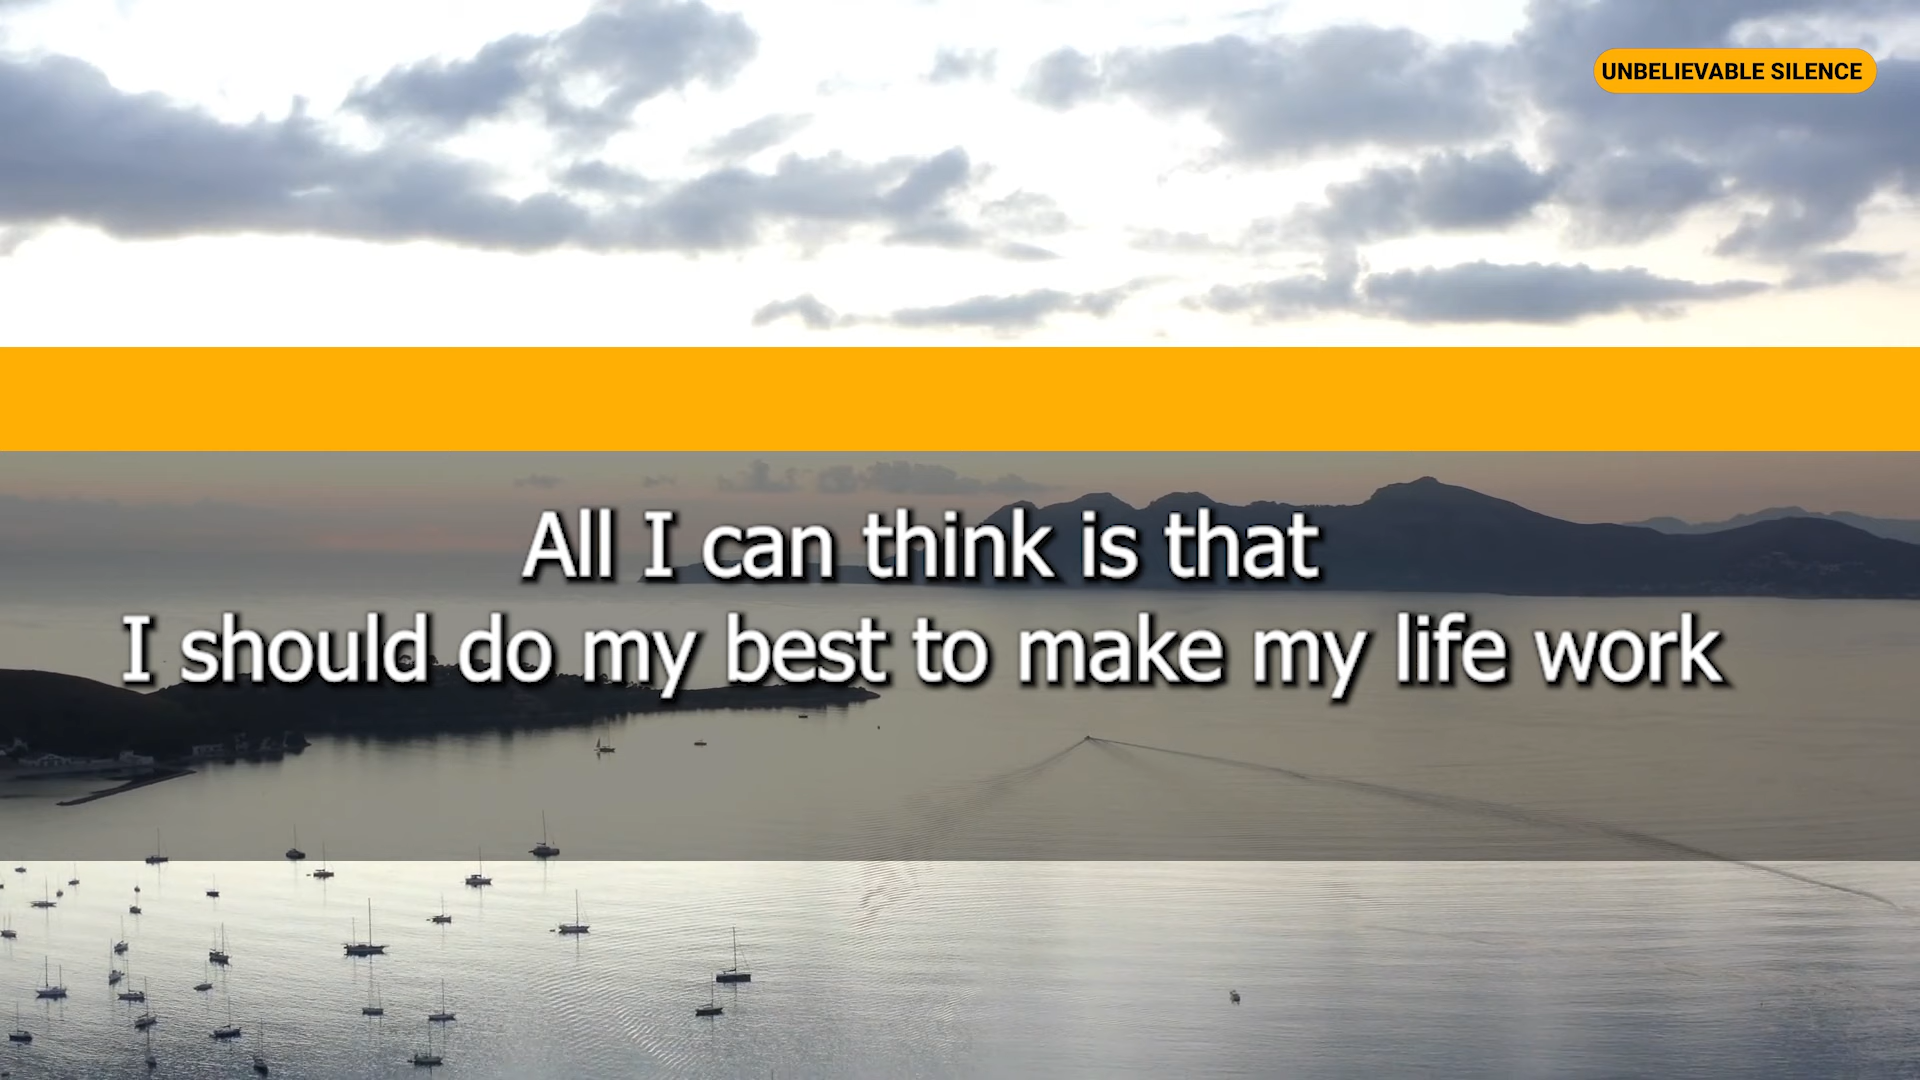 UNBELIEVABLE SILENCE
All I can think is that
I should do my best to make my life work